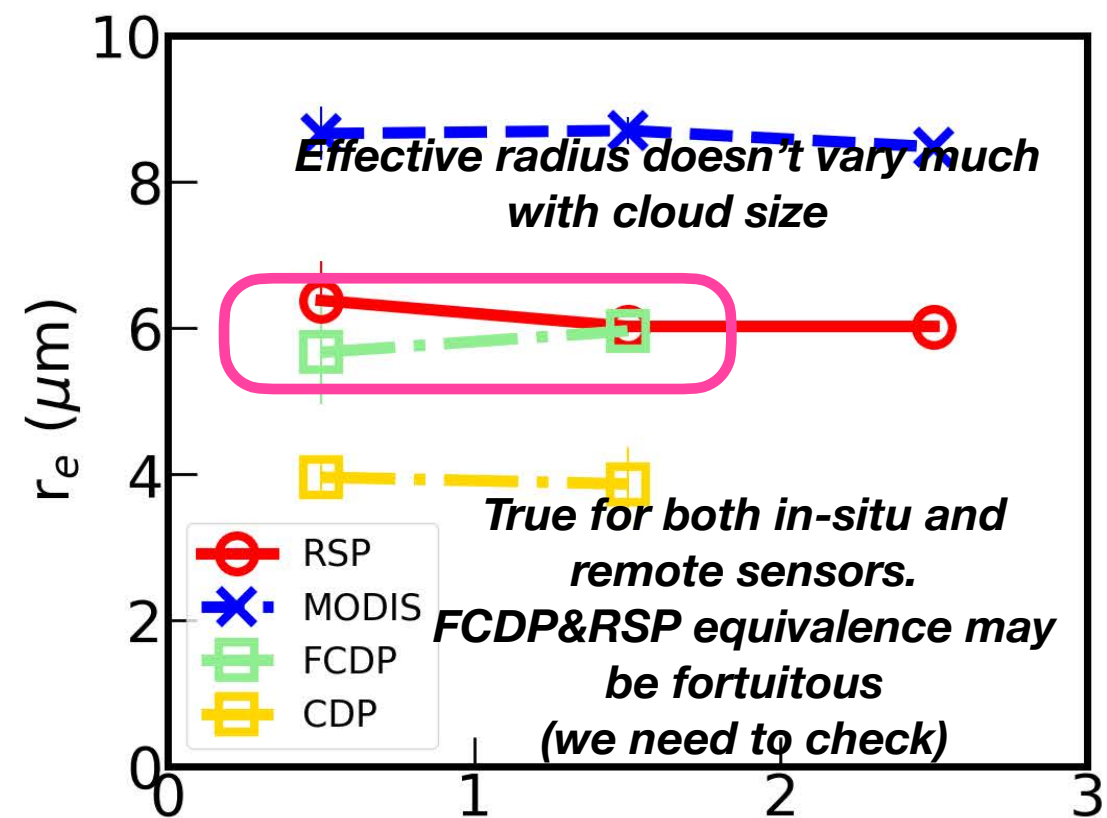 10
8
6
4
2
0
rₑ (μm)
Effective radius doesn’t vary much
with cloud size
True for both in-situ and
remote sensors.
FCDP&RSP equivalence may
be fortuitous
(we need to check)
RSP
MODIS
FCDP
CDP
0 1 2 3